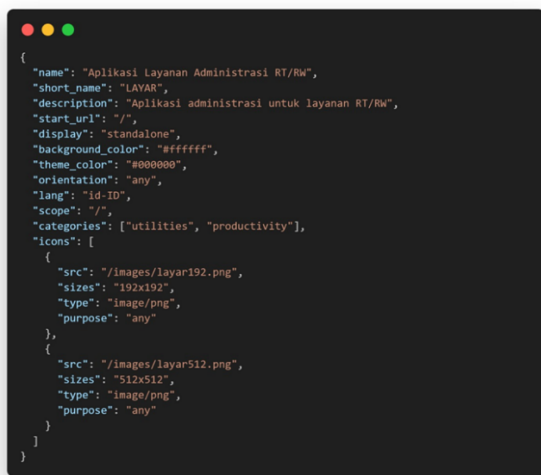 {
  "name": "Aplikasi Layanan Administrasi RT/RW",
  "short_name": "LAYAR",
  "description": "Aplikasi administrasi untuk layanan RT/RW",
  "start_url": "/",
  "display": "standalone",
  "background_color": "#ffffff",
  "theme_color": "#000000",
  "orientation": "any",
  "lang": "id-ID",
  "scope": "/",
  "categories": ["utilities", "productivity"],
  "icons": [
    {
      "src": "/images/layar192.png",
      "sizes": "192x192",
      "type": "image/png",
      "purpose": "any"
    },
    {
      "src": "/images/layar512.png",
      "sizes": "512x512",
      "type": "image/png",
      "purpose": "any"
    }
  ]
}